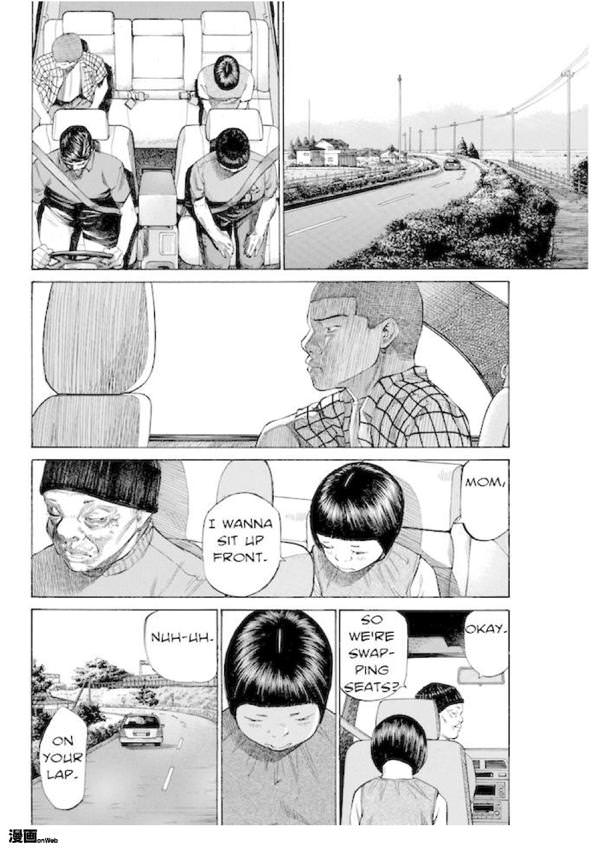 MOM,
I WANNA
SIT UP
FRONT.
OKAY.
SO
WE'RE
SWAP-
PING
SEATS?
NUH-UH.
ON
YOUR
LAP.
漫画onWeb